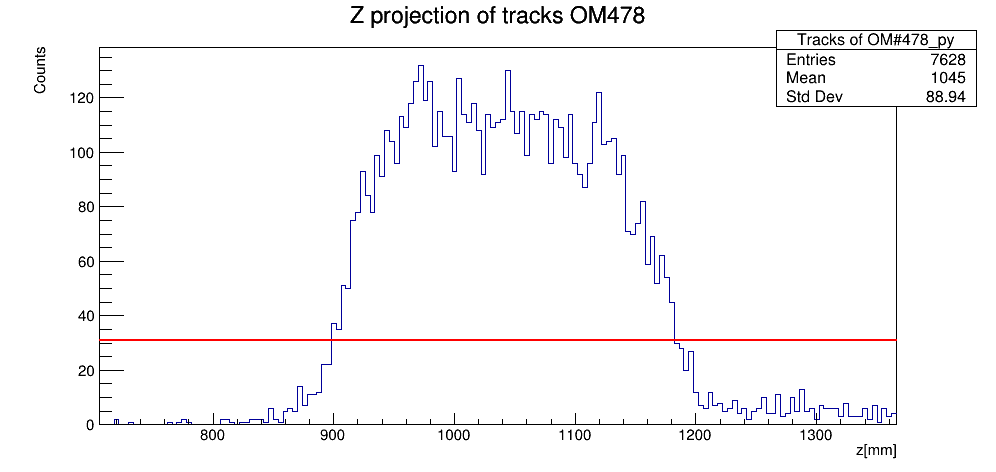 Z projection of tracks OM478
Tracks of OM#478_py
Entries 7628
Mean 1045
Std Dev 88.94
Counts
120
100
80
60
40
20
0
800 900 1000 1100 1200 1300
z[mm]